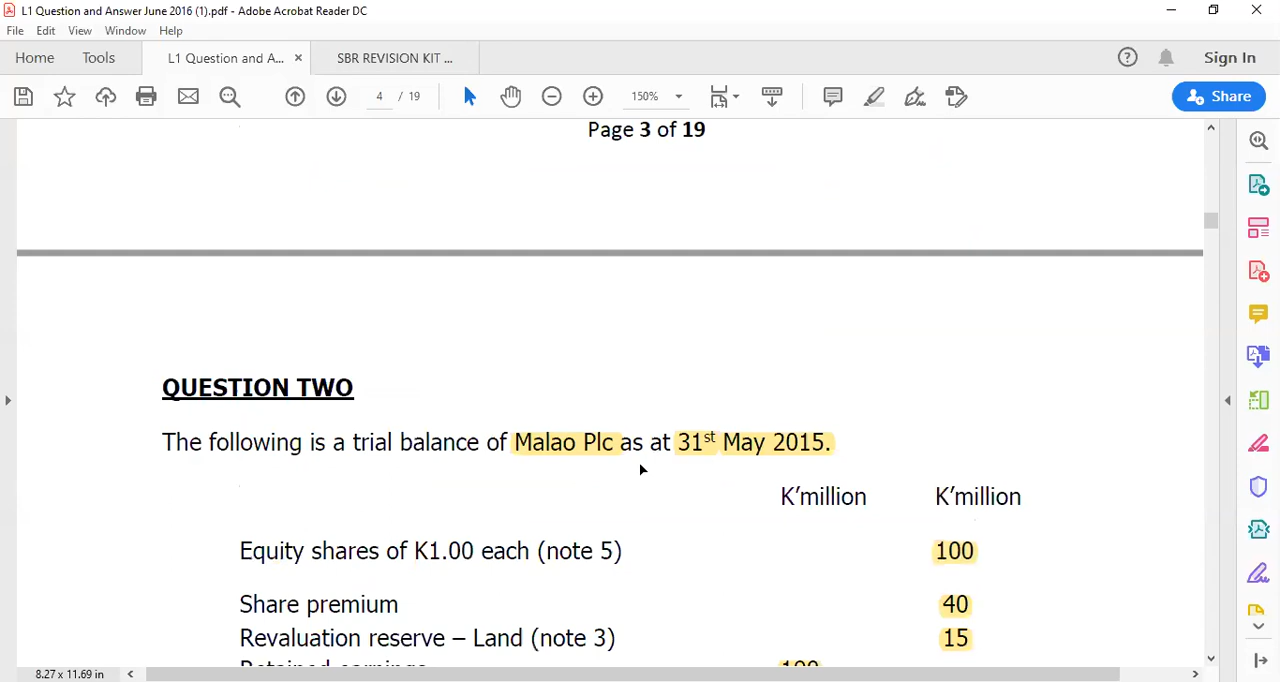 L1 Question and Answer June 2016 (1).pdf - Adobe Acrobat Reader DC
File Edit View Window Help
Home Tools L1 Question and A... × SBR REVISION KIT ... Sign In
4 / 19 150% Share
Page 3 of 19
QUESTION TWO
The following is a trial balance of Malao Plc as at 31st May 2015.
K'million K'million
Equity shares of K1.00 each (note 5) 100
Share premium 40
Revaluation reserve – Land (note 3) 15
Retained earnings 100
8.27 x 11.69 in